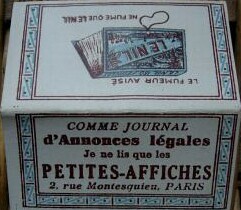 NE FUME QUE LE NIL
LE NIL
LE FUMEUR AVISÉ
COMME JOURNAL
d'Annonces légales
Je ne lis que les
PETITES-AFFICHES
2, rue Montesquieu, PARIS